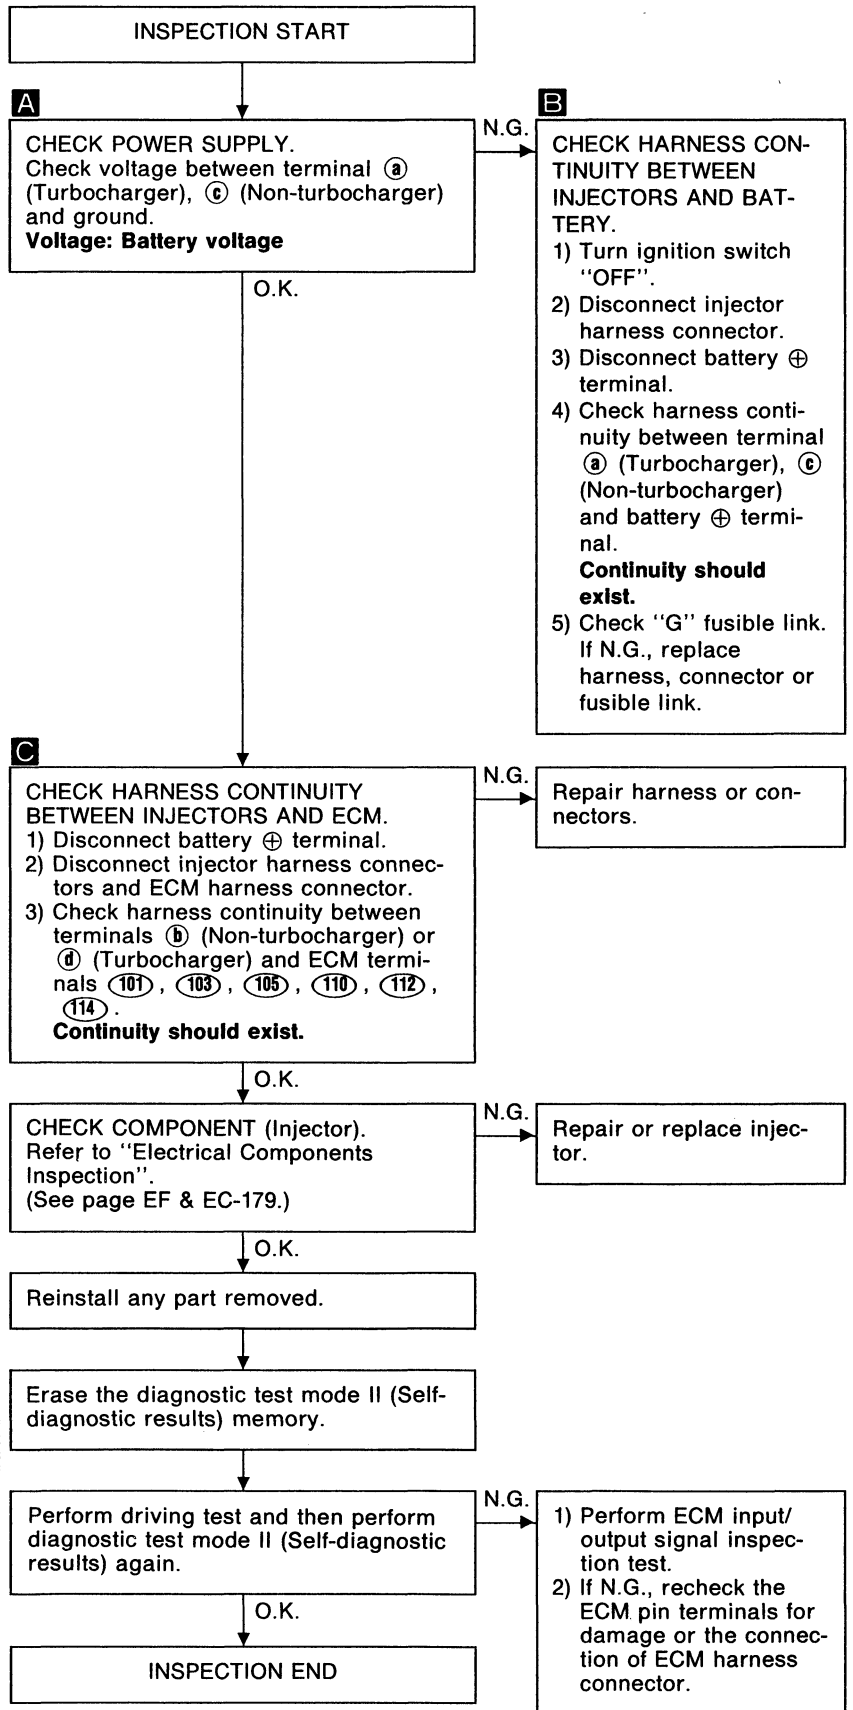 INSPECTION START
A
CHECK POWER SUPPLY.
Check voltage between terminal ⓐ
(Turbocharger), ⓒ (Non-turbocharger)
and ground.
Voltage: Battery voltage
N.G.
B
CHECK HARNESS CON-
TINUITY BETWEEN
INJECTORS AND BAT-
TERY.
1) Turn ignition switch
"OFF".
2) Disconnect injector
harness connector.
3) Disconnect battery ⊕
terminal.
4) Check harness conti-
nuity between terminal
ⓐ (Turbocharger), ⓒ
(Non-turbocharger)
and battery ⊕ termi-
nal.
Continuity should
exist.
5) Check "G" fusible link.
If N.G., replace
harness, connector or
fusible link.
O.K.
C
CHECK HARNESS CONTINUITY
BETWEEN INJECTORS AND ECM.
1) Disconnect battery ⊕ terminal.
2) Disconnect injector harness connec-
tors and ECM harness connector.
3) Check harness continuity between
terminals ⓑ (Non-turbocharger) or
ⓓ (Turbocharger) and ECM termi-
nals 101, 103, 105, 110, 112,
114.
Continuity should exist.
N.G.
Repair harness or con-
nectors.
O.K.
CHECK COMPONENT (Injector).
Refer to "Electrical Components
Inspection".
(See page EF & EC-179.)
N.G.
Repair or replace injec-
tor.
O.K.
Reinstall any part removed.
Erase the diagnostic test mode II (Self-
diagnostic results) memory.
Perform driving test and then perform
diagnostic test mode II (Self-diagnostic
results) again.
N.G.
1) Perform ECM input/
output signal inspec-
tion test.
2) If N.G., recheck the
ECM pin terminals for
damage or the connec-
tion of ECM harness
connector.
O.K.
INSPECTION END